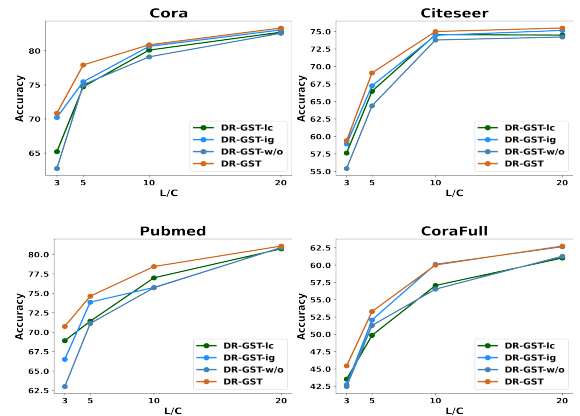 Cora
Accuracy
80
75
70
65
DR-GST-lc
DR-GST-ig
DR-GST-w/o
DR-GST
3 5 10 20
L/C
Citeseer
Accuracy
75.0
72.5
70.0
67.5
65.0
62.5
60.0
57.5
55.0
DR-GST-lc
DR-GST-ig
DR-GST-w/o
DR-GST
3 5 10 20
L/C
Pubmed
Accuracy
80.0
77.5
75.0
72.5
70.0
67.5
65.0
62.5
DR-GST-lc
DR-GST-ig
DR-GST-w/o
DR-GST
3 5 10 20
L/C
CoraFull
Accuracy
62.5
60.0
57.5
55.0
52.5
50.0
47.5
45.0
42.5
DR-GST-lc
DR-GST-ig
DR-GST-w/o
DR-GST
3 5 10 20
L/C